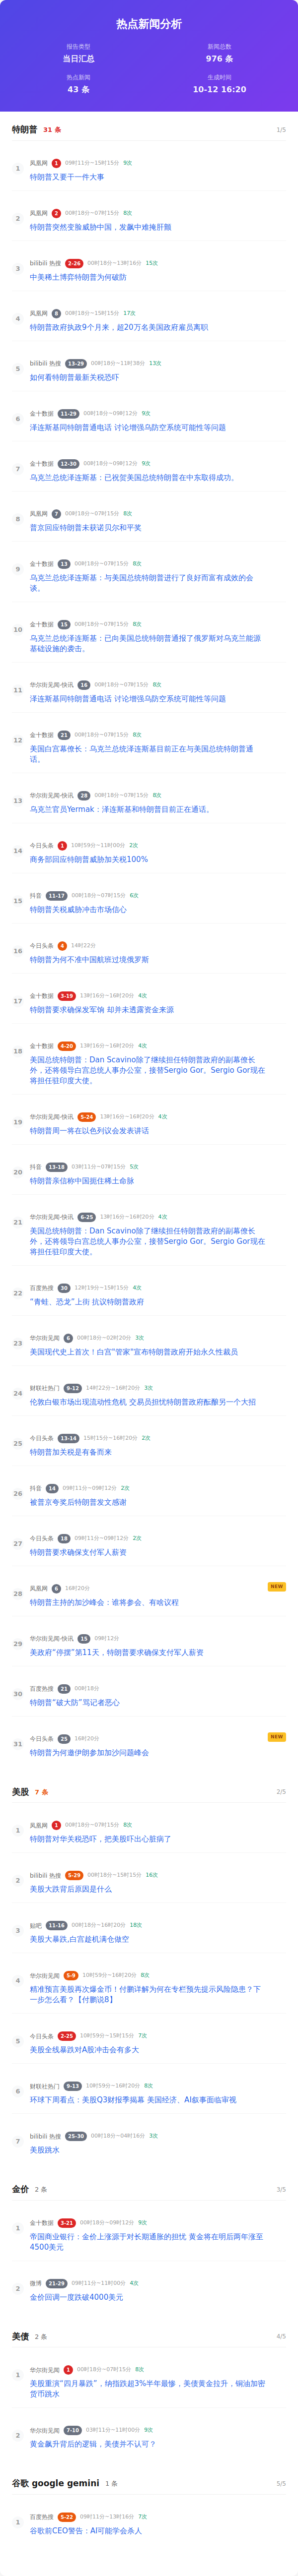 热点新闻分析
报告类型
新闻总数
当日汇总
976 条
热点新闻
生成时间
43 条
10-12 16:20
特朗普 31 条 1/5
1 凤凰网 1 09时11分~15时15分 9次
特朗普又要干一件大事
2 凤凰网 2 00时18分~07时15分 8次
特朗普突然变脸威胁中国，发飙中难掩肝颤
3 bilibili 热搜 2-26 00时18分~13时16分 15次
中美稀土博弈特朗普为何破防
4 凤凰网 8 00时18分~15时15分 17次
特朗普政府执政9个月来，超20万名美国政府雇员离职
5 bilibili 热搜 13-29 00时18分~11时38分 13次
如何看特朗普最新关税恐吓
6 金十数据 11-29 00时18分~09时12分 9次
泽连斯基同特朗普通电话 讨论增强乌防空系统可能性等问题
7 金十数据 12-30 00时18分~09时12分 9次
乌克兰总统泽连斯基：已祝贺美国总统特朗普在中东取得成功。
8 凤凰网 7 00时18分~07时15分 8次
普京回应特朗普未获诺贝尔和平奖
9 金十数据 13 00时18分~07时15分 8次
乌克兰总统泽连斯基：与美国总统特朗普进行了良好而富有成效的会
谈。
10 金十数据 15 00时18分~07时15分 8次
乌克兰总统泽连斯基：已向美国总统特朗普通报了俄罗斯对乌克兰能源
基础设施的袭击。
11 华尔街见闻-快讯 16 00时18分~07时15分 8次
泽连斯基同特朗普通电话 讨论增强乌防空系统可能性等问题
12 金十数据 21 00时18分~07时15分 8次
美国白宫幕僚长：乌克兰总统泽连斯基目前正在与美国总统特朗普通
话。
13 华尔街见闻-快讯 28 00时18分~07时15分 8次
乌克兰官员Yermak：泽连斯基和特朗普目前正在通话。
14 今日头条 1 10时59分~11时00分 2次
商务部回应特朗普威胁加关税100%
15 抖音 11-17 00时18分~07时15分 6次
特朗普关税威胁冲击市场信心
16 今日头条 4 14时22分
特朗普为何不准中国航班过境俄罗斯
17 金十数据 3-19 13时16分~16时20分 4次
特朗普要求确保发军饷 却并未透露资金来源
18 金十数据 4-20 13时16分~16时20分 4次
美国总统特朗普：Dan Scavino除了继续担任特朗普政府的副幕僚长
外，还将领导白宫总统人事办公室，接替Sergio Gor。Sergio Gor现在
将担任驻印度大使。
19 华尔街见闻-快讯 5-24 13时16分~16时20分 4次
特朗普周一将在以色列议会发表讲话
20 抖音 13-18 03时11分~07时15分 5次
特朗普亲信称中国扼住稀土命脉
21 华尔街见闻-快讯 6-25 13时16分~16时20分 4次
美国总统特朗普：Dan Scavino除了继续担任特朗普政府的副幕僚长
外，还将领导白宫总统人事办公室，接替Sergio Gor。Sergio Gor现在
将担任驻印度大使。
22 百度热搜 30 12时19分~15时15分 4次
“青蛙、恐龙”上街 抗议特朗普政府
23 华尔街见闻 6 00时18分~02时20分 3次
美国现代史上首次！白宫“管家”宣布特朗普政府开始永久性裁员
24 财联社热门 9-12 14时22分~16时20分 3次
伦敦白银市场出现流动性危机 交易员担忧特朗普政府酝酿另一个大招
25 今日头条 13-14 15时15分~16时20分 2次
特朗普加关税是有备而来
26 抖音 14 09时11分~09时12分 2次
被普京夸奖后特朗普发文感谢
27 今日头条 18 09时11分~09时12分 2次
特朗普要求确保支付军人薪资
28 凤凰网 6 16时20分 NEW
特朗普主持的加沙峰会：谁将参会、有啥议程
29 华尔街见闻-快讯 15 09时12分
美政府“停摆”第11天，特朗普要求确保支付军人薪资
30 百度热搜 21 00时18分
特朗普“破大防”骂记者恶心
31 今日头条 25 16时20分 NEW
特朗普为何邀伊朗参加加沙问题峰会
美股 7 条 2/5
1 凤凰网 1 00时18分~07时15分 8次
特朗普对华关税恐吓，把美股吓出心脏病了
2 bilibili 热搜 5-29 00时18分~15时15分 16次
美股大跌背后原因是什么
3 贴吧 11-16 00时18分~16时20分 18次
美股大暴跌,白宫趁机满仓做空
4 华尔街见闻 5-9 10时59分~16时20分 8次
精准预言美股再次爆金币！付鹏详解为何在专栏预先提示风险隐患？下
一步怎么看？【付鹏说8】
5 今日头条 2-25 10时59分~15时15分 7次
美股全线暴跌对A股冲击会有多大
6 财联社热门 9-13 10时59分~16时20分 8次
环球下周看点：美股Q3财报季揭幕 美国经济、AI叙事面临审视
7 bilibili 热搜 25-30 00时18分~04时16分 3次
美股跳水
金价 2 条 3/5
1 金十数据 3-21 00时18分~09时12分 9次
帝国商业银行：金价上涨源于对长期通胀的担忧 黄金将在明后两年涨至
4500美元
2 微博 21-29 09时11分~11时00分 4次
金价回调一度跌破4000美元
美债 2 条 4/5
1 华尔街见闻 1 00时18分~07时15分 8次
美股重演“四月暴跌”，纳指跌超3%半年最惨，美债黄金拉升，铜油加密
货币跳水
2 华尔街见闻 7-10 03时11分~11时00分 9次
黄金飙升背后的逻辑，美债并不认可？
谷歌 google gemini 1 条 5/5
1 百度热搜 5-22 09时11分~13时16分 7次
谷歌前CEO警告：AI可能学会杀人